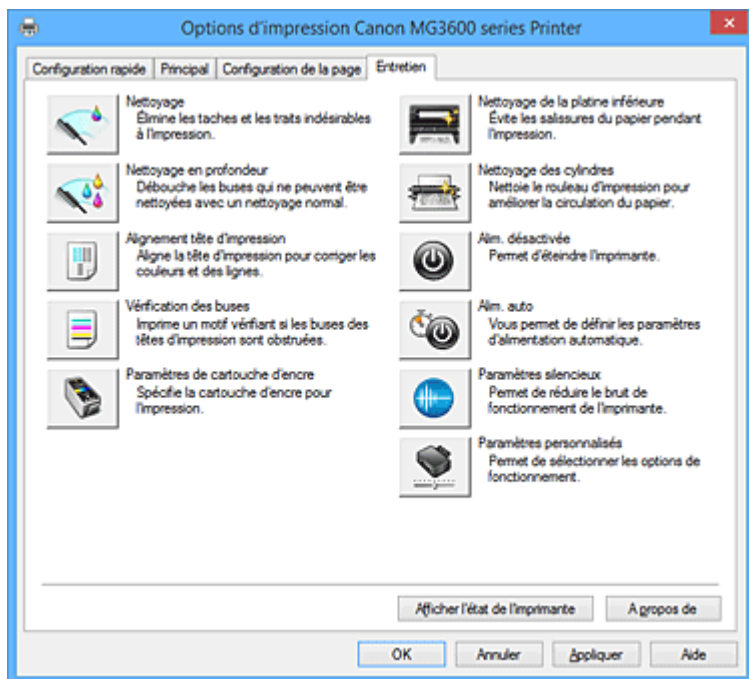 Options d'impression Canon MG3600 series Printer
Configuration rapide
Principal
Configuration de la page
Entretien
Nettoyage
Élimine les taches et les traits indésirables
à l'impression.
Nettoyage en profondeur
Débouche les buses qui ne peuvent être
nettoyées avec un nettoyage normal.
Alignement tête d'impression
Aligne la tête d'impression pour corriger les
couleurs et des lignes.
Vérification des buses
Imprime un motif vérifiant si les buses des
têtes d'impression sont obstruées.
Paramètres de cartouche d'encre
Spécifie la cartouche d'encre pour
l'impression.
Nettoyage de la platine inférieure
Évite les salissures du papier pendant
l'impression.
Nettoyage des cylindres
Nettoie le rouleau d'impression pour
améliorer la circulation du papier.
Alim. désactivée
Permet d'éteindre l'imprimante.
Alim. auto
Vous permet de définir les paramètres
d'alimentation automatique.
Paramètres silencieux
Permet de réduire le bruit de
fonctionnement de l'imprimante.
Paramètres personnalisés
Permet de sélectionner les options de
fonctionnement.
Afficher l'état de l'imprimante
A propos de
OK
Annuler
Appliquer
Aide